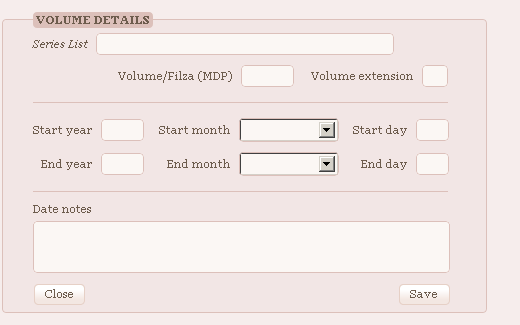 VOLUME DETAILS
Series List
Volume/Filza (MDP) Volume extension
Start year Start month Start day
End year End month End day
Date notes
Close Save